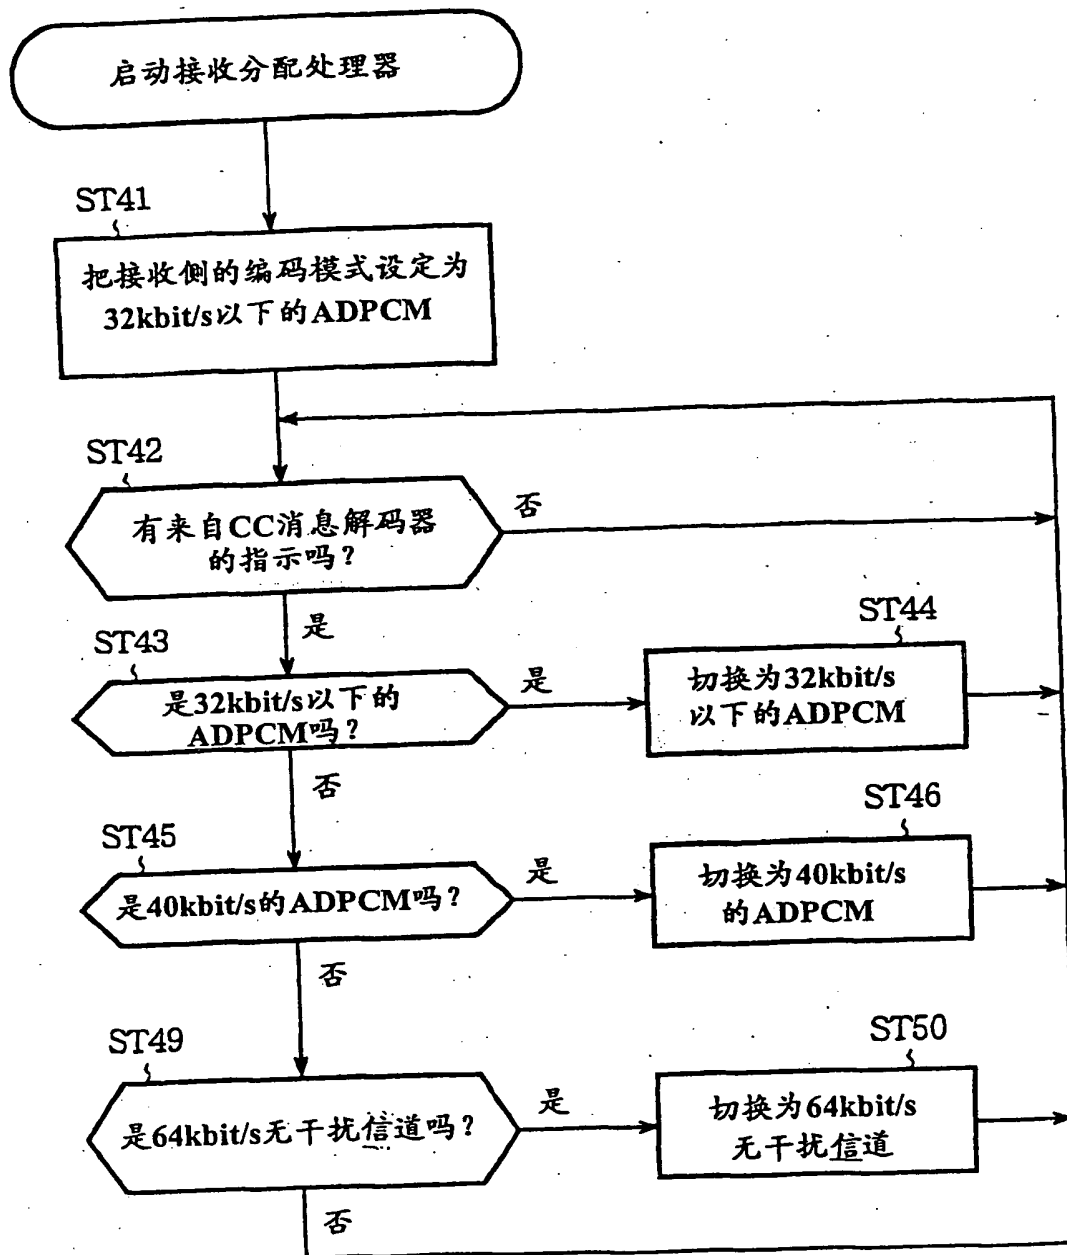 启动接收分配处理器
ST41
把接收侧的编码模式设定为
32kbit/s以下的ADPCM
ST42
有来自CC消息解码器
的指示吗？
否
是
ST43
是32kbit/s以下的
ADPCM吗？
是
ST44
切换为32kbit/s
以下的ADPCM
否
ST45
是40kbit/s的ADPCM吗？
是
ST46
切换为40kbit/s
的ADPCM
否
ST49
是64kbit/s无干扰信道吗？
是
ST50
切换为64kbit/s
无干扰信道
否